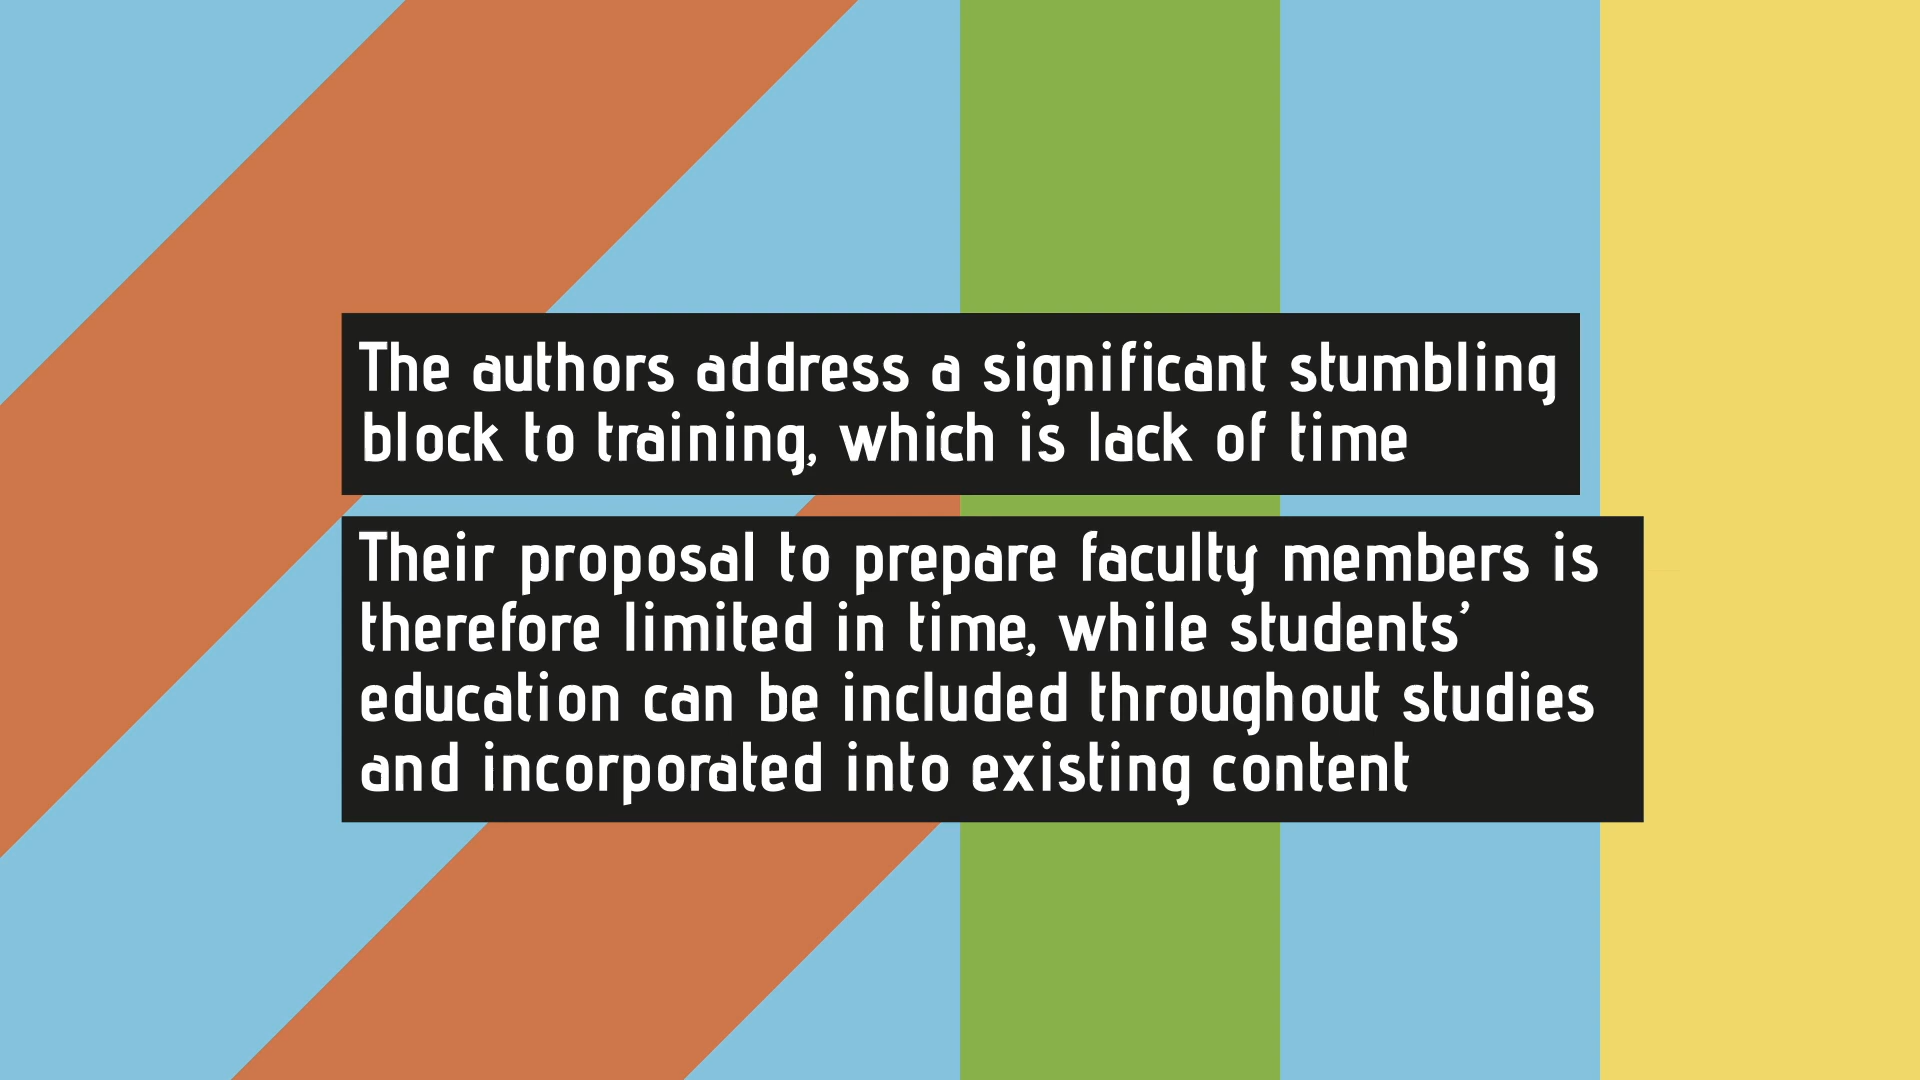 The authors address a significant stumbling
block to training, which is lack of time
Their proposal to prepare faculty members is
therefore limited in time, while students’
education can be included throughout studies
and incorporated into existing content